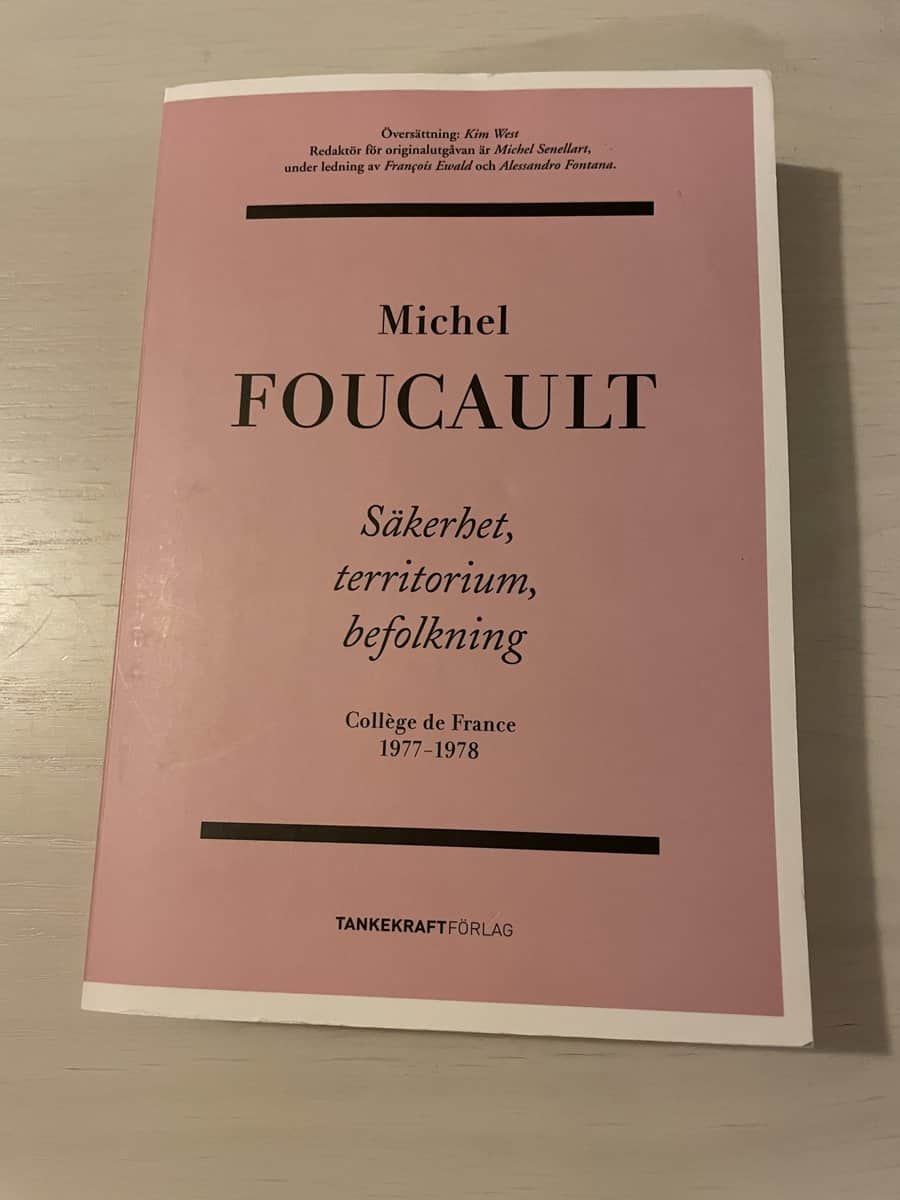 Översättning: Kim West
Redaktör för originalutgåvan är Michel Senellart,
under ledning av François Ewald och Alessandro Fontana.
Michel
FOUCAULT
Säkerhet,
territorium,
befolkning
Collège de France
1977–1978
TANKEKRAFTFÖRLAG